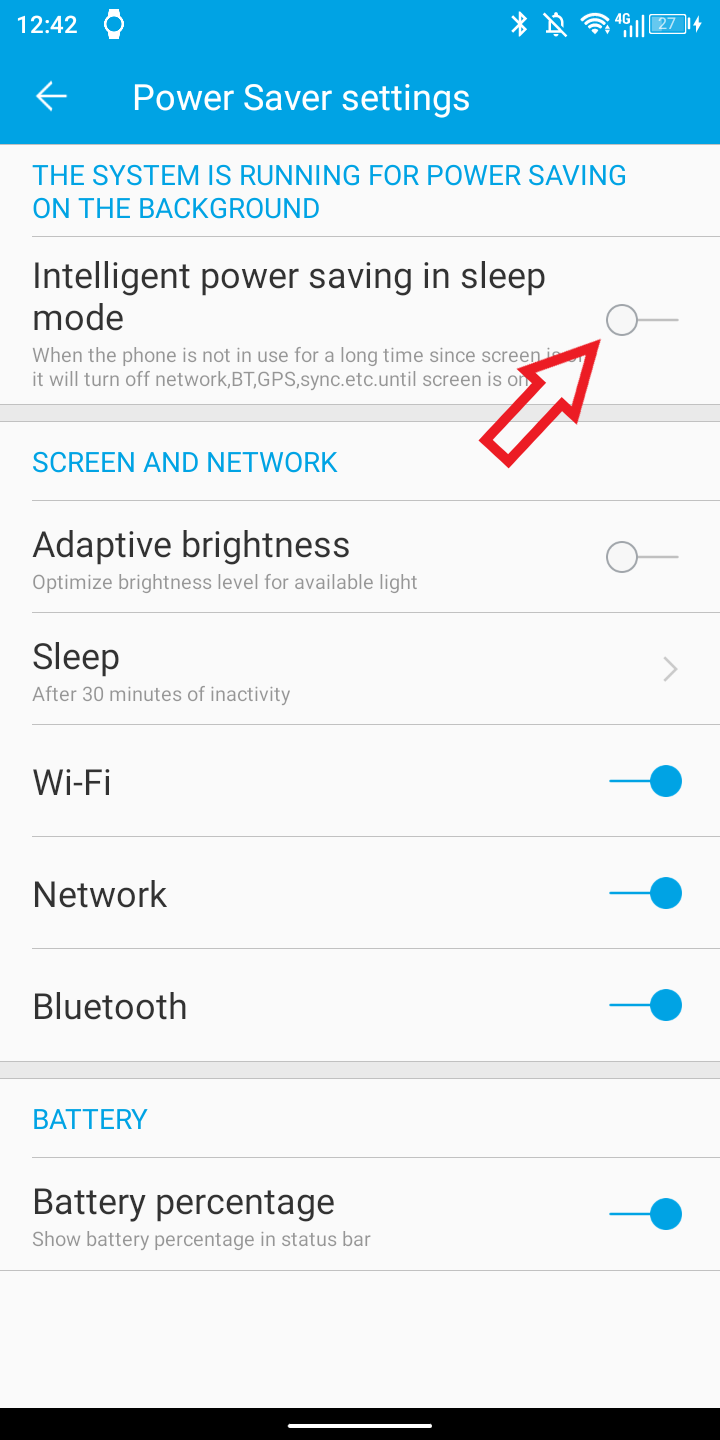 12:42
4G
27
Power Saver settings
THE SYSTEM IS RUNNING FOR POWER SAVING
ON THE BACKGROUND
Intelligent power saving in sleep
mode
When the phone is not in use for a long time since screen is
it will turn off network,BT,GPS,sync.etc.until screen is on
SCREEN AND NETWORK
Adaptive brightness
Optimize brightness level for available light
Sleep
After 30 minutes of inactivity
Wi-Fi
Network
Bluetooth
BATTERY
Battery percentage
Show battery percentage in status bar